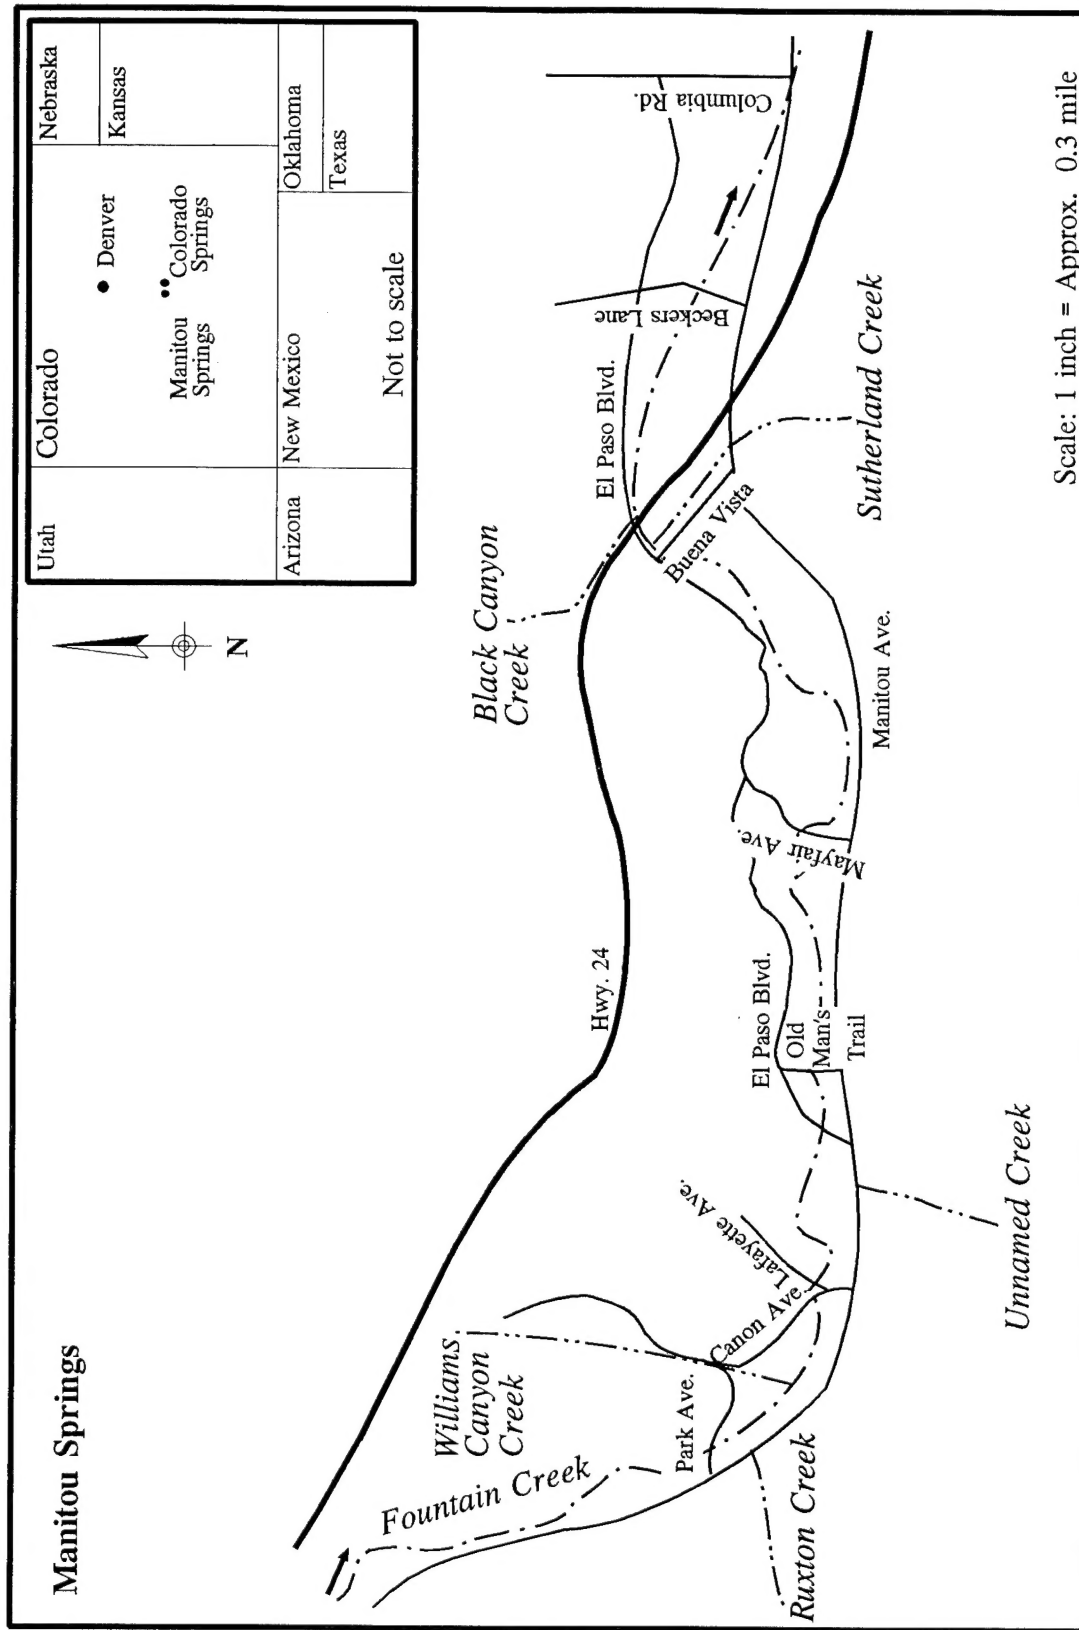 Manitou Springs
Utah
Colorado
Nebraska
Kansas
Denver
Manitou
Springs
Colorado
Springs
Arizona
New Mexico
Oklahoma
Texas
Not to scale
N
Black Canyon
Creek
Hwy. 24
Williams
Canyon
Creek
Fountain Creek
Park Ave.
Canon Ave.
Lafayette Ave.
Ruxton Creek
Unnamed Creek
El Paso Blvd.
Old
Man's
Trail
Mayfair Ave.
Manitou Ave.
Buena Vista
El Paso Blvd.
Beckers Lane
Columbia Rd.
Sutherland Creek
Scale: 1 inch = Approx. 0.3 mile